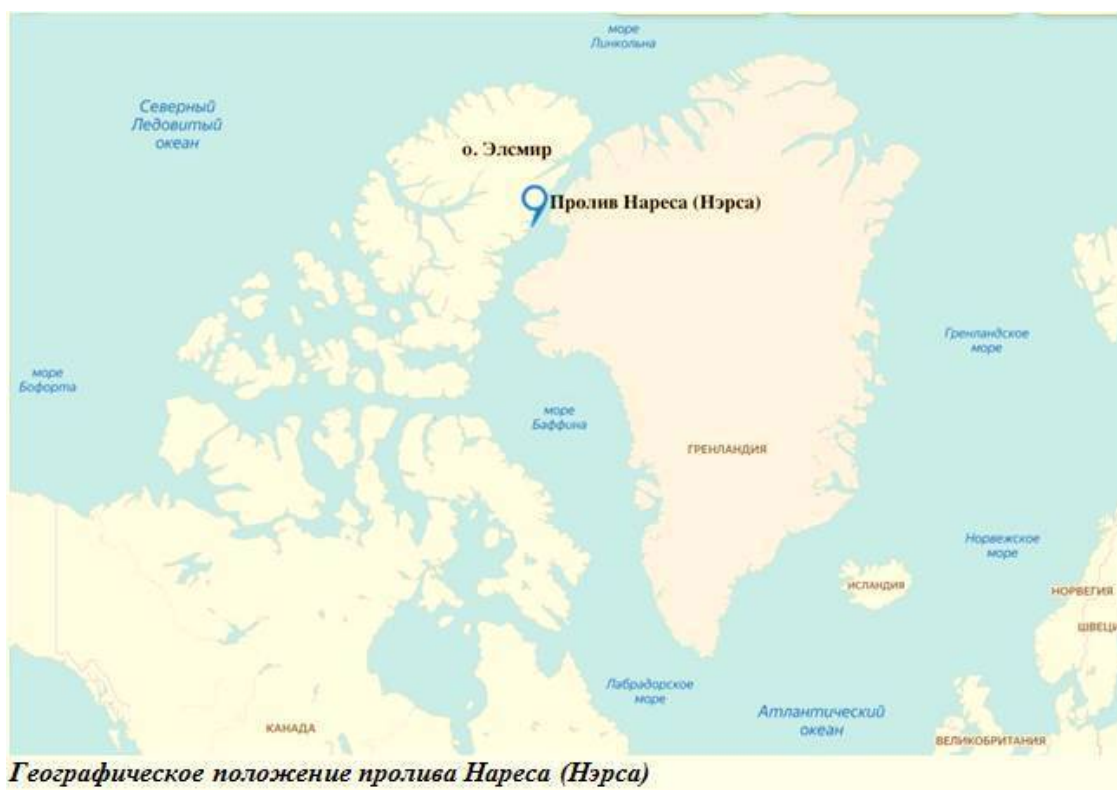 море
Линкольна
Северный
Ледовитый
океан
о. Элсмир
Пролив Нареса (Нэрса)
Гренландское
море
море
Бофорта
море
Баффина
ГРЕНЛАНДИЯ
Норвежское
море
ИСЛАНДИЯ
НОРВЕГИЯ
ШВЕЦИ
Лабрадорское
море
Атлантический
океан
КАНАДА
ВЕЛИКОБРИТАНИЯ
Географическое положение пролива Нареса (Нэрса)